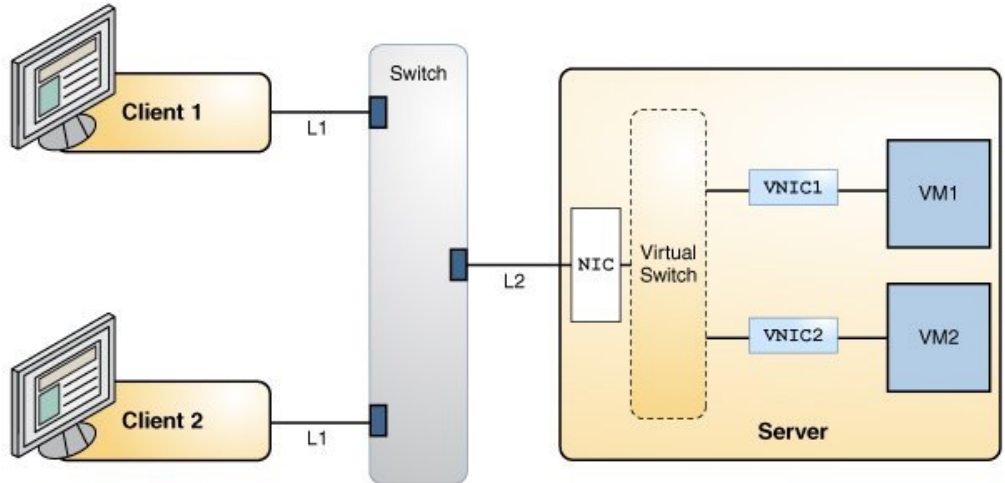 Client 1
L1
Switch
Client 2
L1
L2
NIC
Virtual
Switch
VNIC1
VM1
VNIC2
VM2
Server